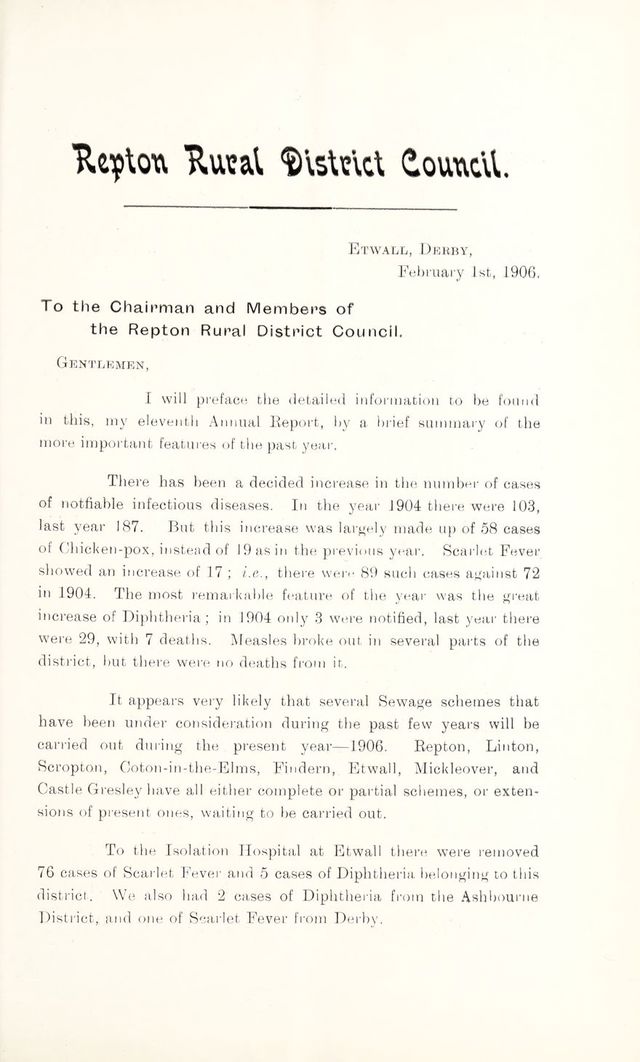 Repton Rural District Council.
Etwall, Derby,
February 1st, 1906.
To the Chairman and Members of
the Repton Rural District Council.
Gentlemen,
I will preface the detailed information to be found
in this, my eleventh Annual Report, by a brief summary of the
more important features of the past year.
There has been a decided increase in the number of cases
of notfiable infectious diseases. In the year 1904 there were 103,
last year 187. But this increase was largely made up of 58 cases
of Chicken-pox, instead of 19 as in the previous year. Scarlet Fever
showed an increase of 17; i.e., there were 89 such cases against 72
in 1904. The most remarkable feature of the year was the great
increase of Diphtheria; in 1904 only 3 were notified, last year there
were 29, with 7 deaths. Measles broke out in several parts of the
district, but there were no deaths from it.
It appears very likely that several Sewage schemes that
have been under consideration during the past few years will be
carried out during the present year—1906. Repton, Linton,
Scropton, Coton-in-the-Elms, Findern, Etwall, Mickleover, and
Castle Gresley have all either complete or partial schemes, or exten-
sions of present ones, waiting to be carried out.
To the Isolation Hospital at Etwall there were removed
76 cases of Scarlet Fever and 5 cases of Diphtheria belonging to this
district. We also had 2 cases of Diphtheria from the Ashbourne
District, and one of Scarlet Fever from Derby.